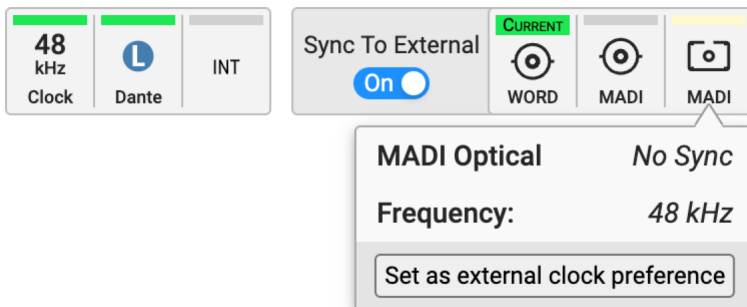 48
kHz
Clock
L
Dante
INT
Sync To External
On
CURRENT
WORD
MADI
MADI
MADI Optical No Sync
Frequency: 48 kHz
Set as external clock preference